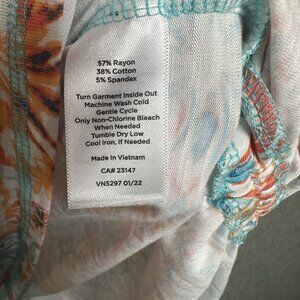 57% Rayon
38% Cotton
5% Spandex
Turn Garment Inside Out
Machine Wash Cold
Gentle Cycle
Only Non-Chlorine Bleach
When Needed
Tumble Dry Low
Cool Iron, If Needed
Made in Vietnam
CA# 23147
VN5297 01/22